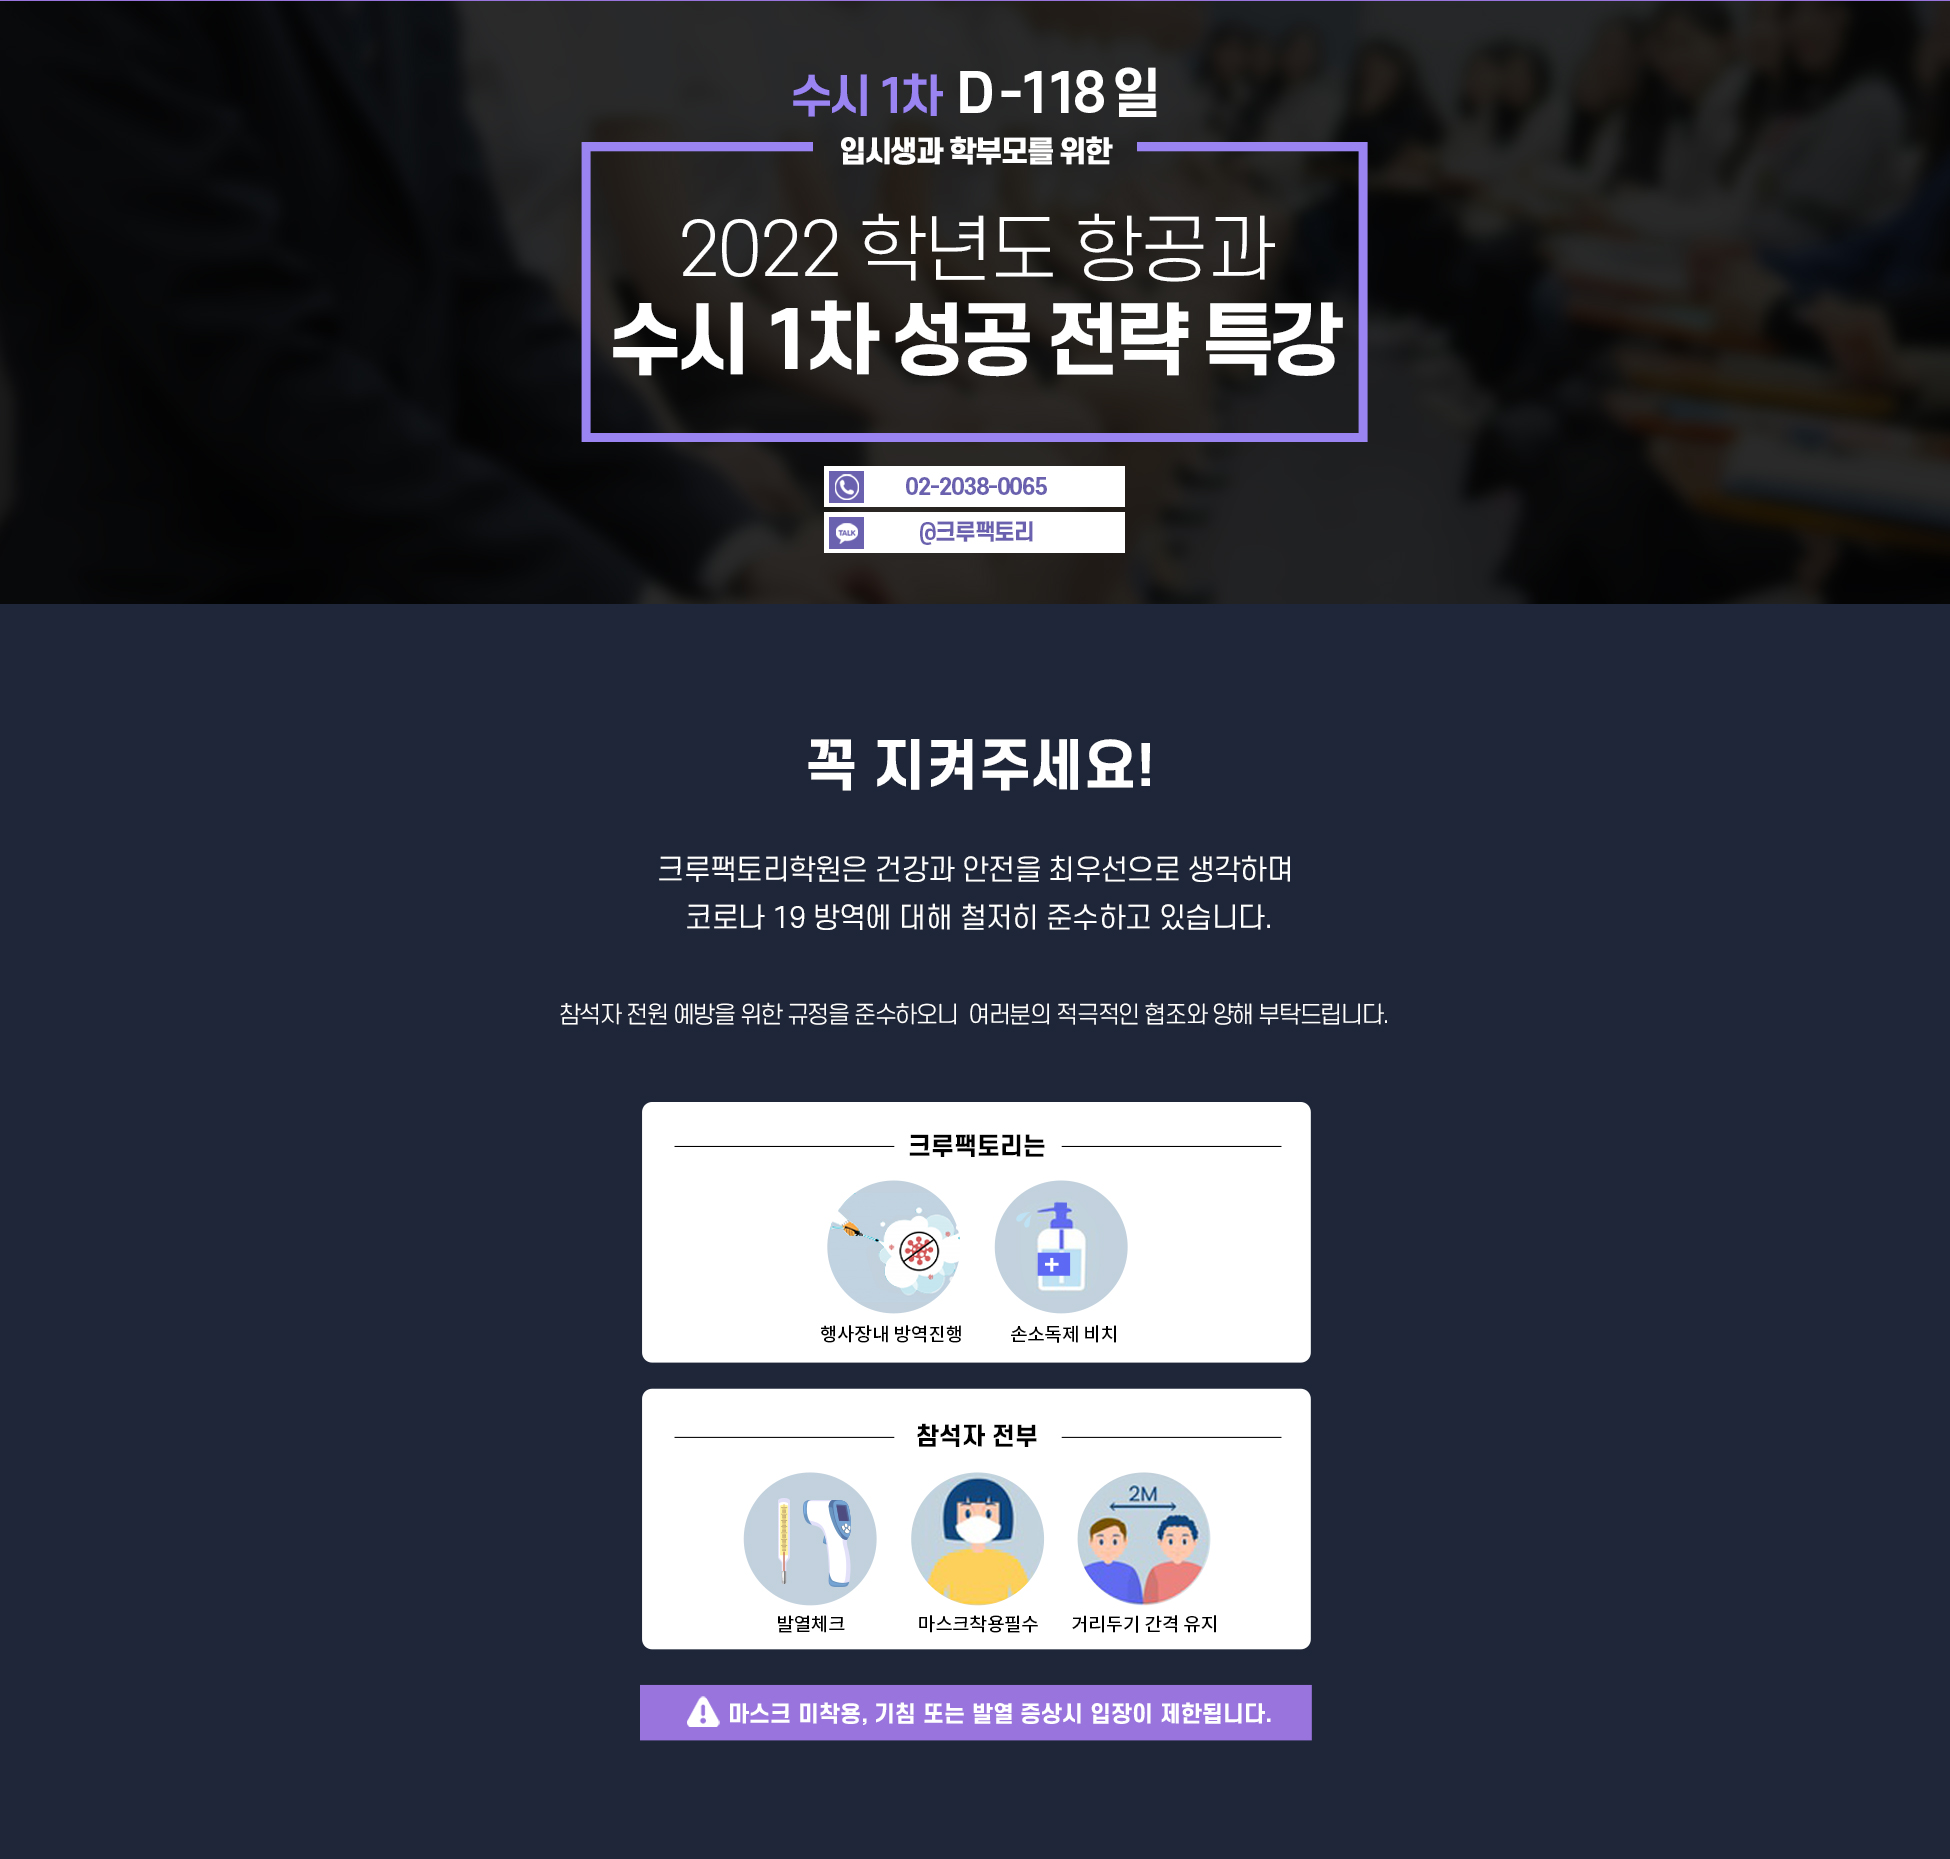 수시 1차 D-118일
입시생과 학부모를 위한
2022 학년도 항공과
수시 1차 성공 전략 특강
02-2038-0065
TALK @크루팩토리
꼭 지켜주세요!
크루팩토리학원은 건강과 안전을 최우선으로 생각하며
코로나 19 방역에 대해 철저히 준수하고 있습니다.
참석자 전원 예방을 위한 규정을 준수하오니 여러분의 적극적인 협조와 양해 부탁드립니다.
크루팩토리는
행사장내 방역진행 손소독제 비치
참석자 전부
2M
발열체크 마스크착용필수 거리두기 간격 유지
마스크 미착용, 기침 또는 발열 증상시 입장이 제한됩니다.